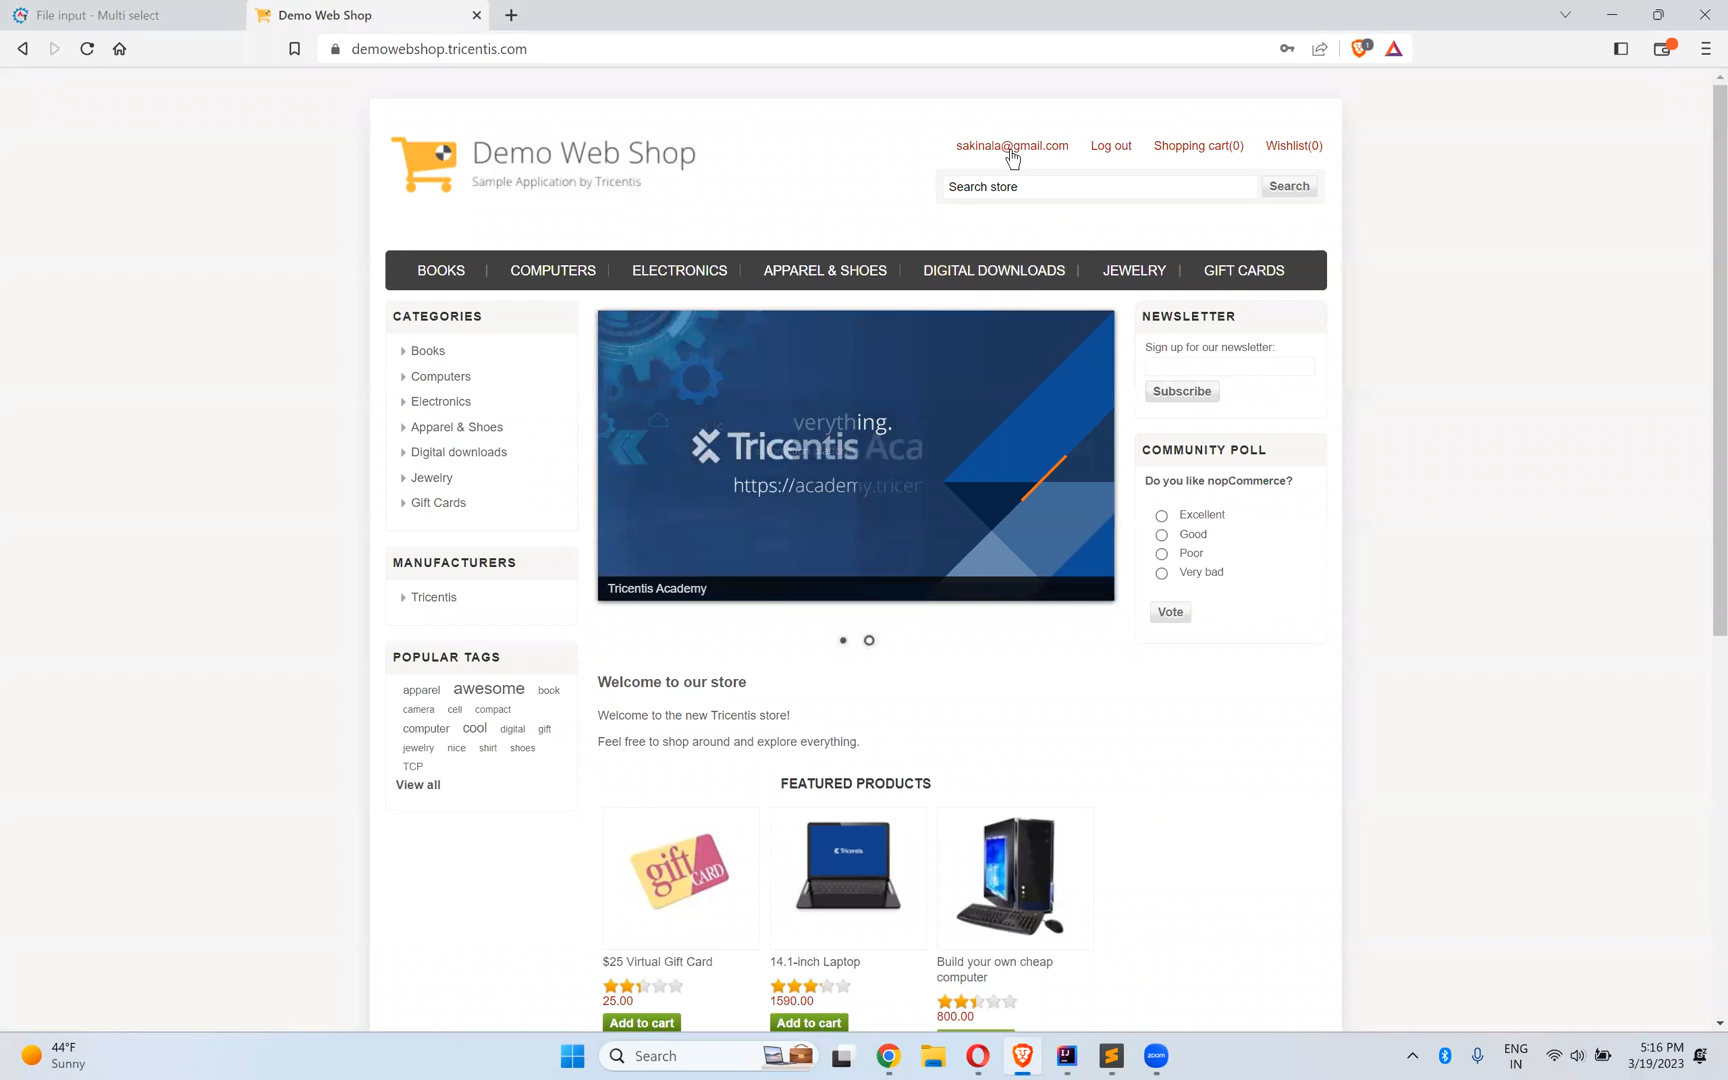 File input - Multi select
Demo Web Shop
demowebshop.tricentis.com
1
Demo Web Shop
Sample Application by Tricentis
sakinala@gmail.com Log out Shopping cart(0) Wishlist(0)
Search store Search
BOOKS COMPUTERS ELECTRONICS APPAREL & SHOES DIGITAL DOWNLOADS JEWELRY GIFT CARDS
CATEGORIES
Books
Computers
Electronics
Apparel & Shoes
Digital downloads
Jewelry
Gift Cards
MANUFACTURERS
Tricentis
POPULAR TAGS
apparel awesome book
camera cell compact
computer cool digital gift
jewelry nice shirt shoes
TCP
View all
verything.
Tricentis Aca
https://academy.tricer
Tricentis Academy
Welcome to our store
Welcome to the new Tricentis store!
Feel free to shop around and explore everything.
FEATURED PRODUCTS
gift CARD
Tricentis
$25 Virtual Gift Card
25.00
Add to cart
14.1-inch Laptop
1590.00
Add to cart
Build your own cheap
computer
800.00
NEWSLETTER
Sign up for our newsletter:
Subscribe
COMMUNITY POLL
Do you like nopCommerce?
Excellent
Good
Poor
Very bad
Vote
44°F
Sunny
Search
zoom
ENG
IN
5:16 PM
3/19/2023